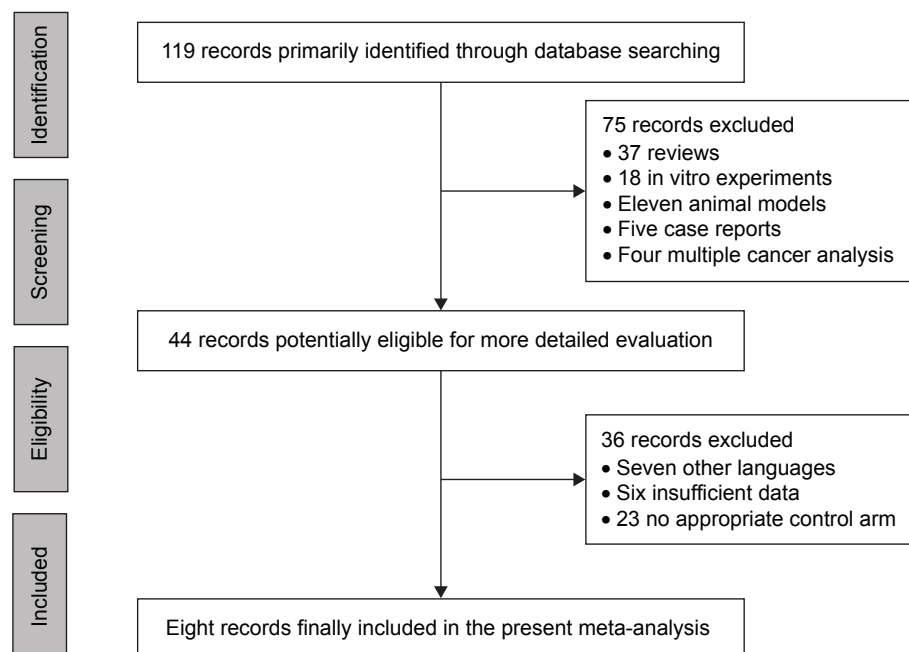 Identification
119 records primarily identified through database searching
75 records excluded
• 37 reviews
• 18 in vitro experiments
• Eleven animal models
• Five case reports
• Four multiple cancer analysis
Screening
44 records potentially eligible for more detailed evaluation
Eligibility
36 records excluded
• Seven other languages
• Six insufficient data
• 23 no appropriate control arm
Included
Eight records finally included in the present meta-analysis